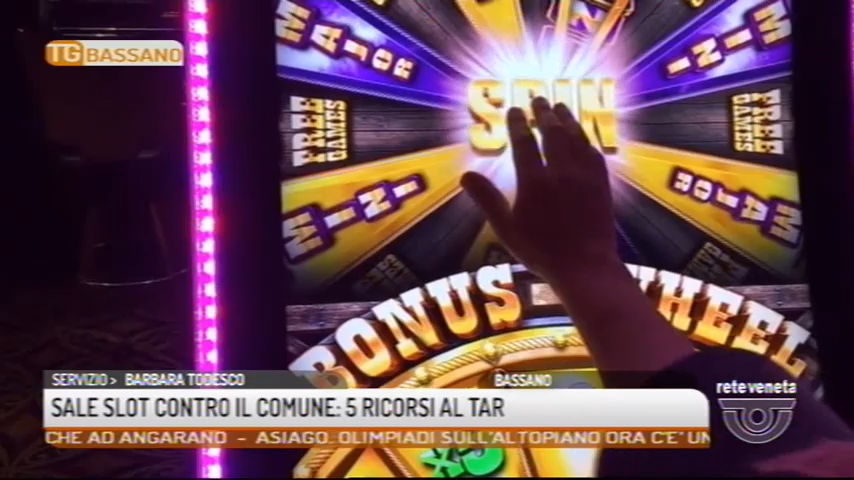 TG BASSANO
MAJOR
MINI
FREE GAMES
SPIN
FREE GAMES
MINI
MAJOR
GAMES
BONUS WHEEL
SERVIZIO> BARBARA TODESCO
BASSANO
SALE SLOT CONTRO IL COMUNE: 5 RICORSI AL TAR
reteveneta
CHE AD ANGARANO - ASIAGO. OLIMPIADI SULL'ALTOPIANO ORA C'E' UN